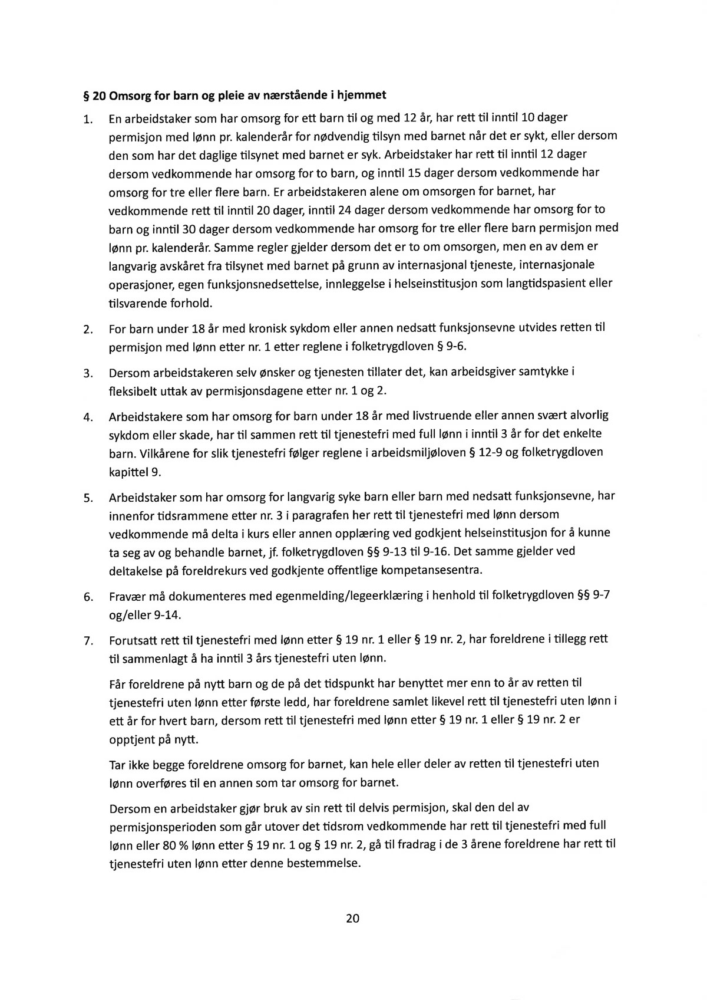 § 20 Omsorg for barn og pleie av nærstående i hjemmet
1. En arbeidstaker som har omsorg for ett barn til og med 12 år, har rett til inntil 10 dager
permisjon med lønn pr. kalenderår for nødvendig tilsyn med barnet når det er sykt, eller dersom
den som har det daglige tilsynet med barnet er syk. Arbeidstaker har rett til inntil 12 dager
dersom vedkommende har omsorg for to barn, og inntil 15 dager dersom vedkommende har
omsorg for tre eller flere barn. Er arbeidstakeren alene om omsorgen for barnet, har
vedkommende rett til inntil 20 dager, inntil 24 dager dersom vedkommende har omsorg for to
barn og inntil 30 dager dersom vedkommende har omsorg for tre eller flere barn permisjon med
lønn pr. kalenderår. Samme regler gjelder dersom det er to om omsorgen, men en av dem er
langvarig avskåret fra tilsynet med barnet på grunn av internasjonal tjeneste, internasjonale
operasjoner, egen funksjonsnedsettelse, innleggelse i helseinstitusjon som langtidspasient eller
tilsvarende forhold.
2. For barn under 18 år med kronisk sykdom eller annen nedsatt funksjonsevne utvides retten til
permisjon med lønn etter nr. 1 etter reglene i folketrygdloven § 9-6.
3. Dersom arbeidstakeren selv ønsker og tjenesten tillater det, kan arbeidsgiver samtykke i
fleksibelt uttak av permisjonsdagene etter nr. 1 og 2.
4. Arbeidstakere som har omsorg for barn under 18 år med livstruende eller annen svært alvorlig
sykdom eller skade, har til sammen rett til tjenestefri med full lønn i inntil 3 år for det enkelte
barn. Vilkårene for slik tjenestefri følger reglene i arbeidsmiljøloven § 12-9 og folketrygdloven
kapittel 9.
5. Arbeidstaker som har omsorg for langvarig syke barn eller barn med nedsatt funksjonsevne, har
innenfor tidsrammene etter nr. 3 i paragrafen her rett til tjenestefri med lønn dersom
vedkommende må delta i kurs eller annen opplæring ved godkjent helseinstitusjon for å kunne
ta seg av og behandle barnet, jf. folketrygdloven §§ 9-13 til 9-16. Det samme gjelder ved
deltakelse på foreldrekurs ved godkjente offentlige kompetansesentra.
6. Fravær må dokumenteres med egenmelding/legeerklæring i henhold til folketrygdloven §§ 9-7
og/eller 9-14.
7. Forutsatt rett til tjenestefri med lønn etter § 19 nr. 1 eller § 19 nr. 2, har foreldrene i tillegg rett
til sammenlagt å ha inntil 3 års tjenestefri uten lønn.
Får foreldrene på nytt barn og de på det tidspunkt har benyttet mer enn to år av retten til
tjenestefri uten lønn etter første ledd, har foreldrene samlet likevel rett til tjenestefri uten lønn i
ett år for hvert barn, dersom rett til tjenestefri med lønn etter § 19 nr. 1 eller § 19 nr. 2 er
opptjent på nytt.
Tar ikke begge foreldrene omsorg for barnet, kan hele eller deler av retten til tjenestefri uten
lønn overføres til en annen som tar omsorg for barnet.
Dersom en arbeidstaker gjør bruk av sin rett til delvis permisjon, skal den del av
permisjonsperioden som går utover det tidsrom vedkommende har rett til tjenestefri med full
lønn eller 80 % lønn etter § 19 nr. 1 og § 19 nr. 2, gå til fradrag i de 3 årene foreldrene har rett til
tjenestefri uten lønn etter denne bestemmelse.
20